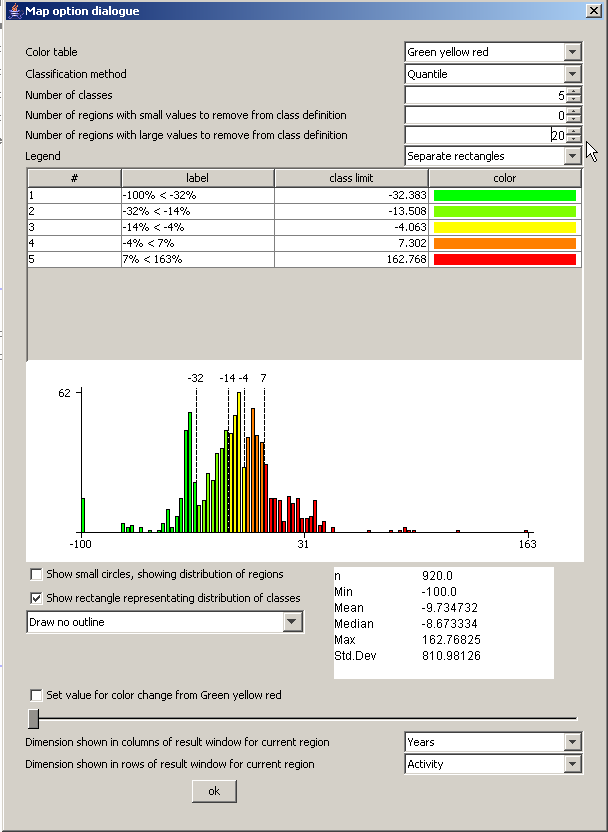 Map option dialogue
Color table Green yellow red
Classification method Quantile
Number of classes 5
Number of regions with small values to remove from class definition 0
Number of regions with large values to remove from class definition 20
Legend Separate rectangles
# label class limit color
1 -100% < -32% -32.383
2 -32% < -14% -13.508
3 -14% < -4% -4.063
4 -4% < 7% 7.302
5 7% < 163% 162.768
-32 -14 -4 7
62
-100 31 163
Show small circles, showing distribution of regions
Show rectangle representating distribution of classes
Draw no outline
n 920.0
Min -100.0
Mean -9.734732
Median -8.673334
Max 162.76825
Std.Dev 810.98126
Set value for color change from Green yellow red
Dimension shown in columns of result window for current region Years
Dimension shown in rows of result window for current region Activity
ok